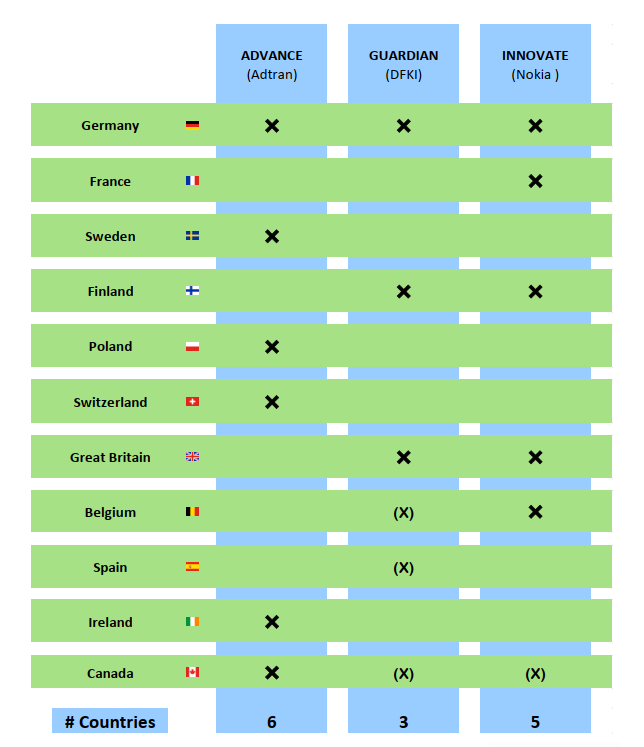 ADVANCE GUARDIAN INNOVATE
(Adtran) (DFKI) (Nokia )
Germany ✖ ✖ ✖
France ✖
Sweden ✖
Finland ✖ ✖
Poland ✖
Switzerland ✖
Great Britain ✖ ✖
Belgium (X) ✖
Spain (X)
Ireland ✖
Canada ✖ (X) (X)
# Countries 6 3 5